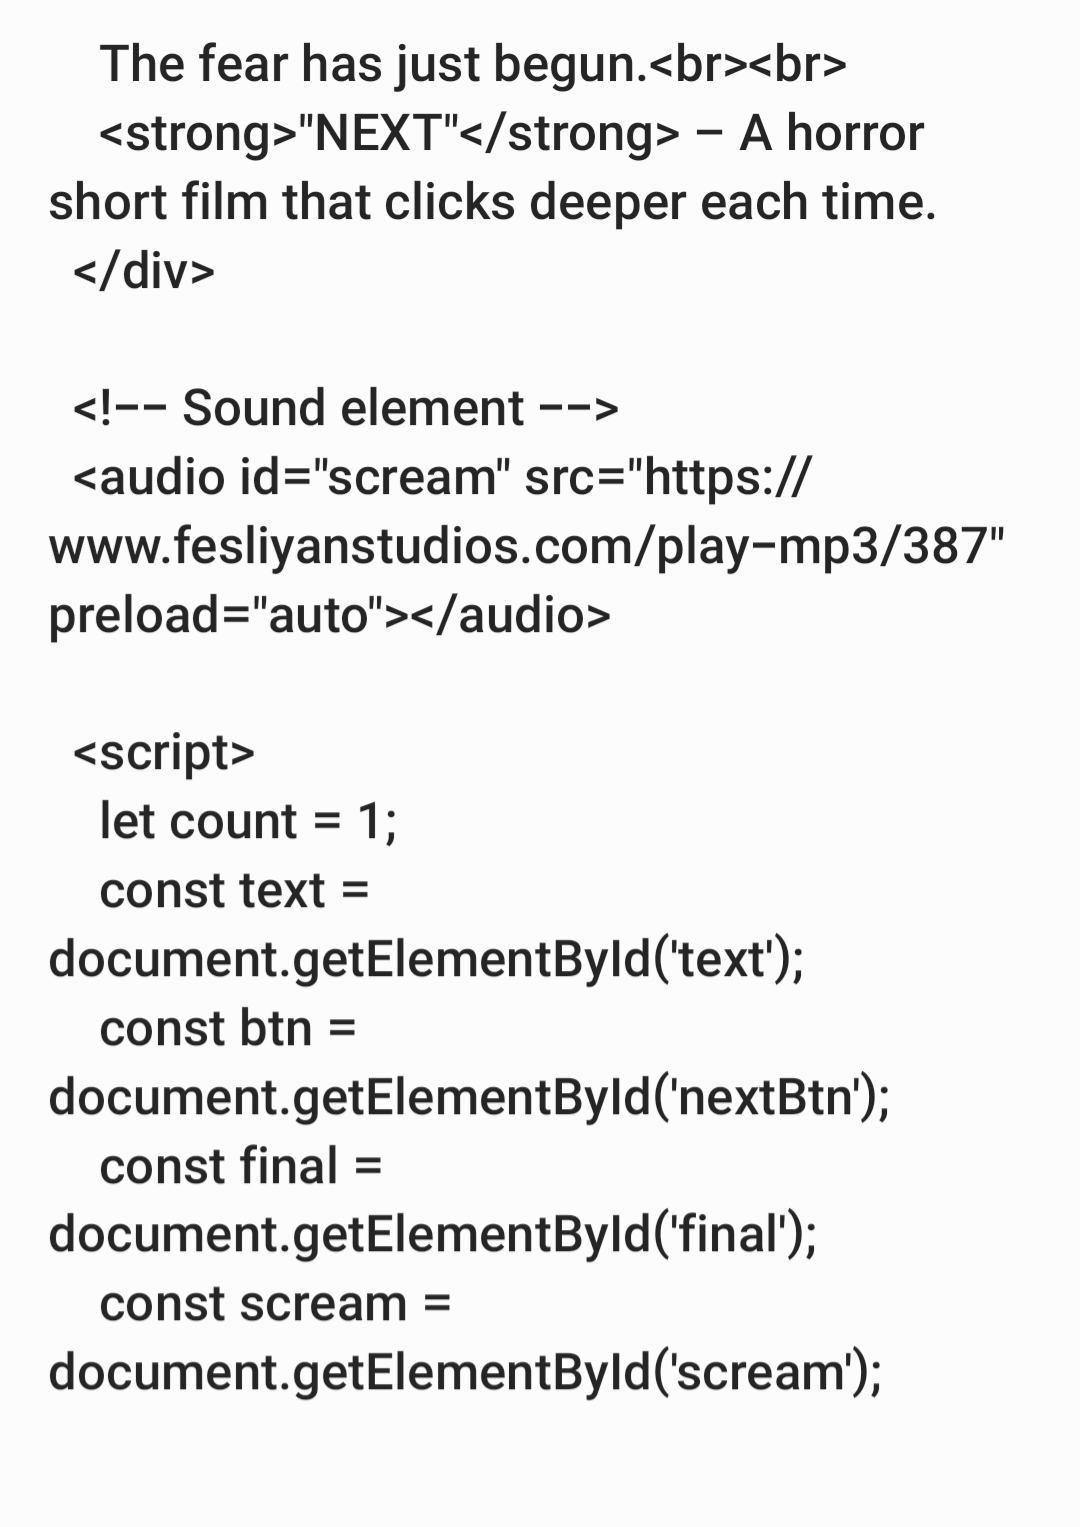 The fear has just begun.<br><br>
<strong>"NEXT"</strong> – A horror
short film that clicks deeper each time.
</div>
<!-- Sound element -->
<audio id="scream" src="https://
www.fesliyanstudios.com/play-mp3/387"
preload="auto"></audio>
<script>
let count = 1;
const text =
document.getElementById('text');
const btn =
document.getElementById('nextBtn');
const final =
document.getElementById('final');
const scream =
document.getElementById('scream');